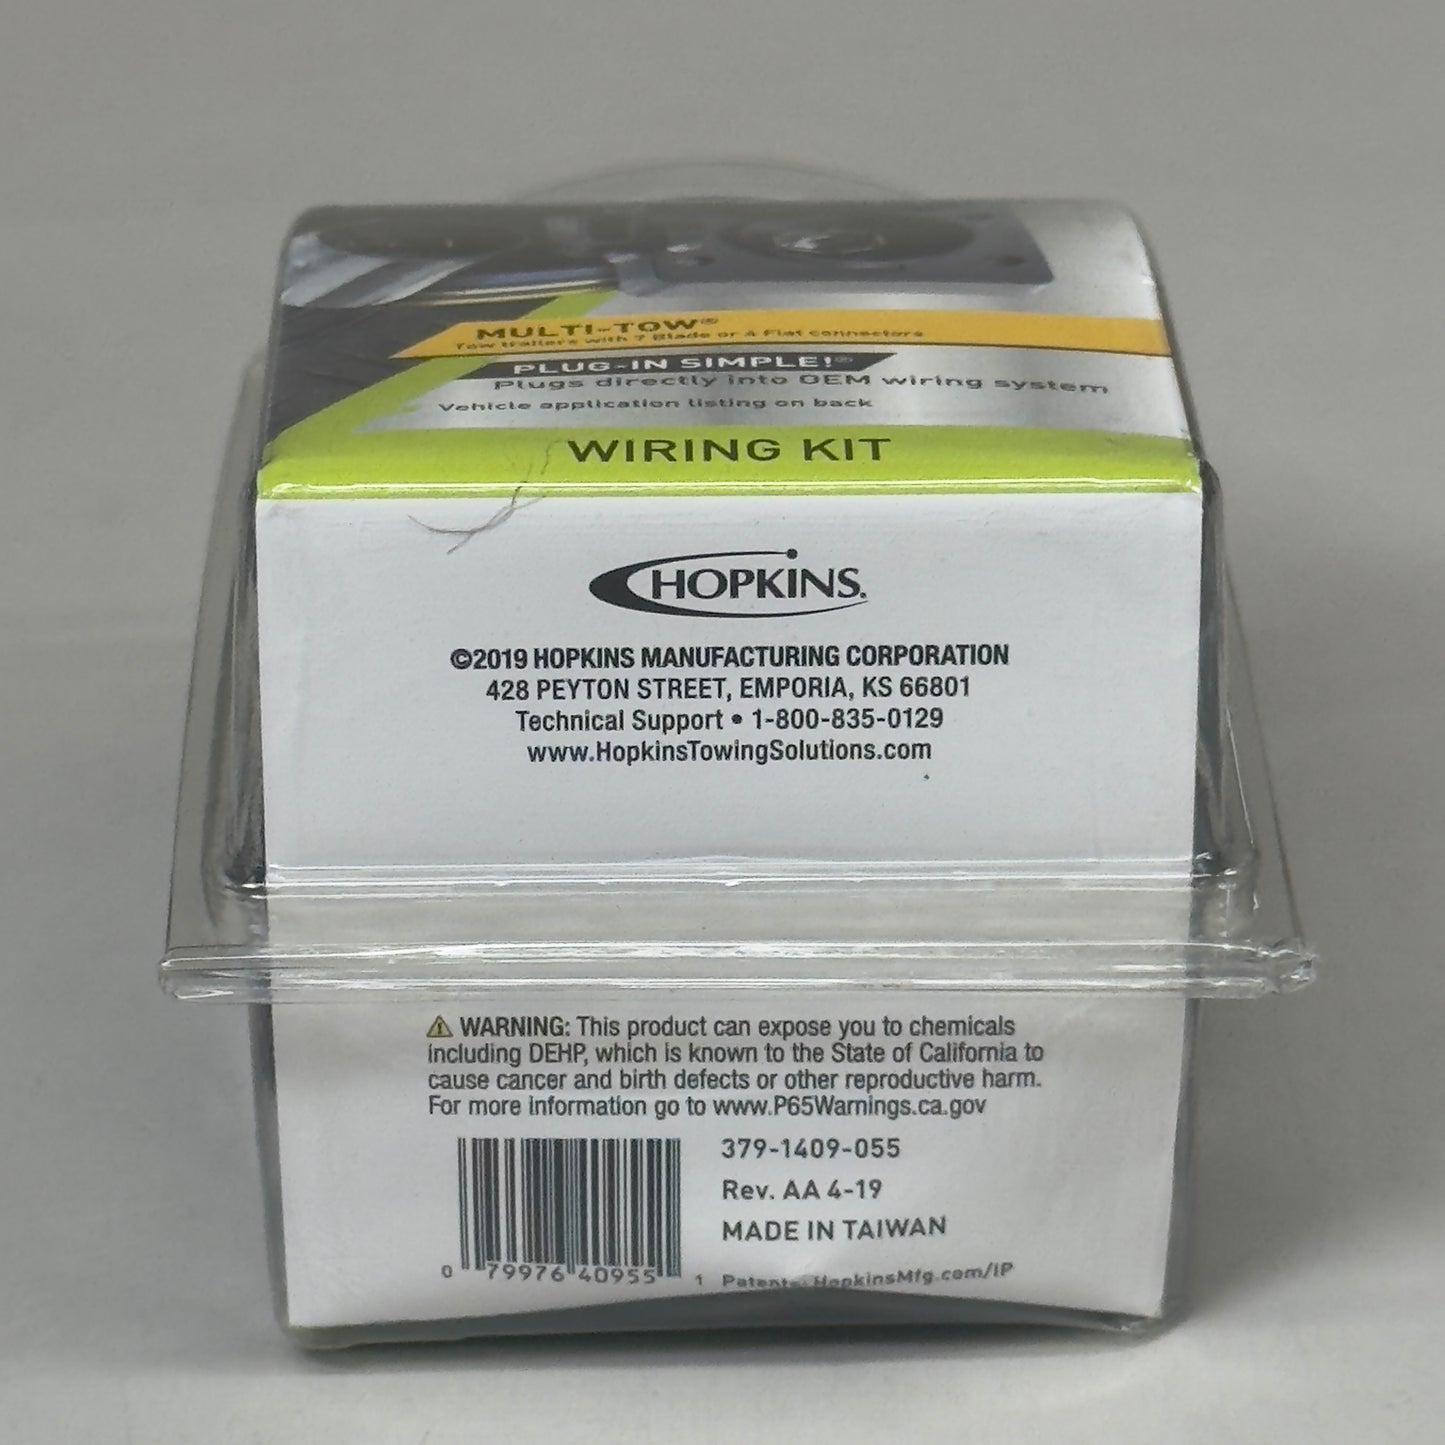 MULTI-TOW®
Tow trailers with 7 Blade or 4 Flat connectors
PLUG-IN SIMPLE!®
Plugs directly into OEM wiring system
Vehicle application listing on back
WIRING KIT
HOPKINS®
©2019 HOPKINS MANUFACTURING CORPORATION
428 PEYTON STREET, EMPORIA, KS 66801
Technical Support • 1-800-835-0129
www.HopkinsTowingSolutions.com
⚠ WARNING: This product can expose you to chemicals
including DEHP, which is known to the State of California to
cause cancer and birth defects or other reproductive harm.
For more information go to www.P65Warnings.ca.gov
379-1409-055
Rev. AA 4-19
MADE IN TAIWAN
Patents: HopkinsMfg.com/IP
0 79976 40955 1